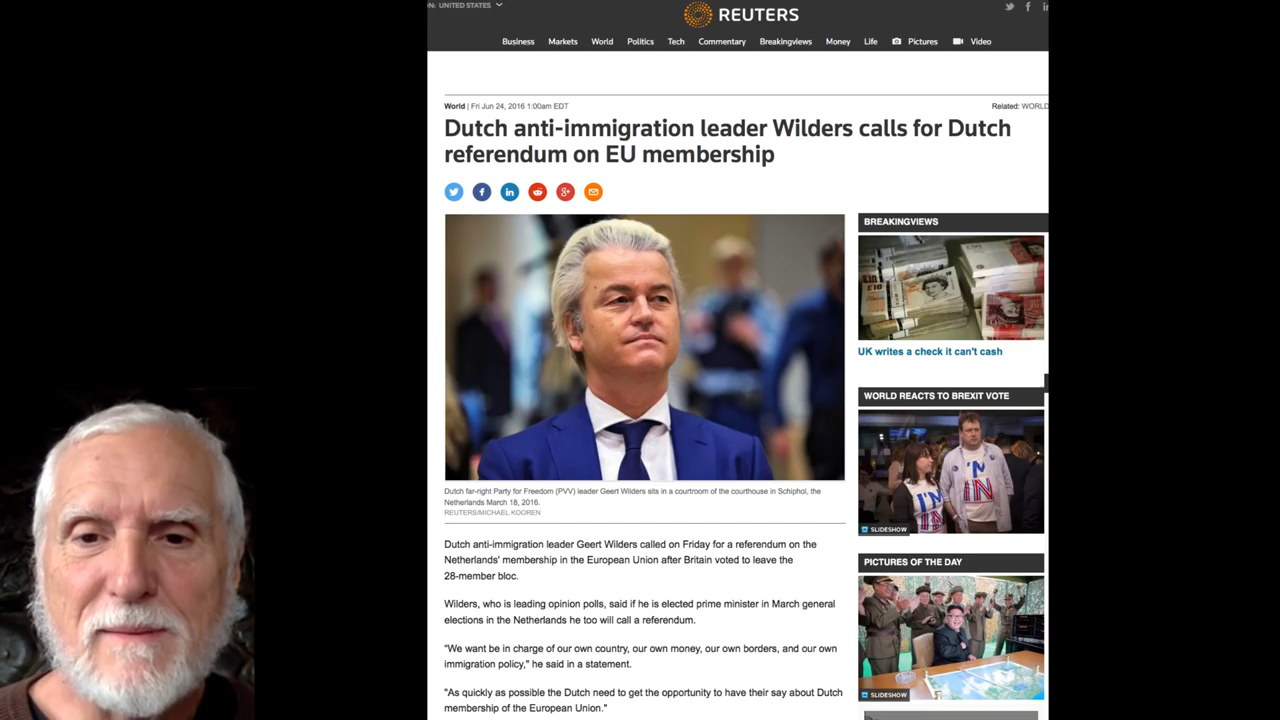 N: UNITED STATES
REUTERS
Business Markets World Politics Tech Commentary Breakingviews Money Life Pictures Video
World | Fri Jun 24, 2016 1:00am EDT
Related: WORLD
Dutch anti-immigration leader Wilders calls for Dutch
referendum on EU membership
BREAKINGVIEWS
£10
UK writes a check it can't cash
WORLD REACTS TO BREXIT VOTE
I'M
IN
I'M
IN
SLIDESHOW
Dutch far-right Party for Freedom (PVV) leader Geert Wilders sits in a courtroom of the courthouse in Schiphol, the
Netherlands March 18, 2016.
REUTERS/MICHAEL KOOREN
Dutch anti-immigration leader Geert Wilders called on Friday for a referendum on the
Netherlands' membership in the European Union after Britain voted to leave the
28-member bloc.
Wilders, who is leading opinion polls, said if he is elected prime minister in March general
elections in the Netherlands he too will call a referendum.
"We want be in charge of our own country, our own money, our own borders, and our own
immigration policy," he said in a statement.
"As quickly as possible the Dutch need to get the opportunity to have their say about Dutch
membership of the European Union."
PICTURES OF THE DAY
SLIDESHOW